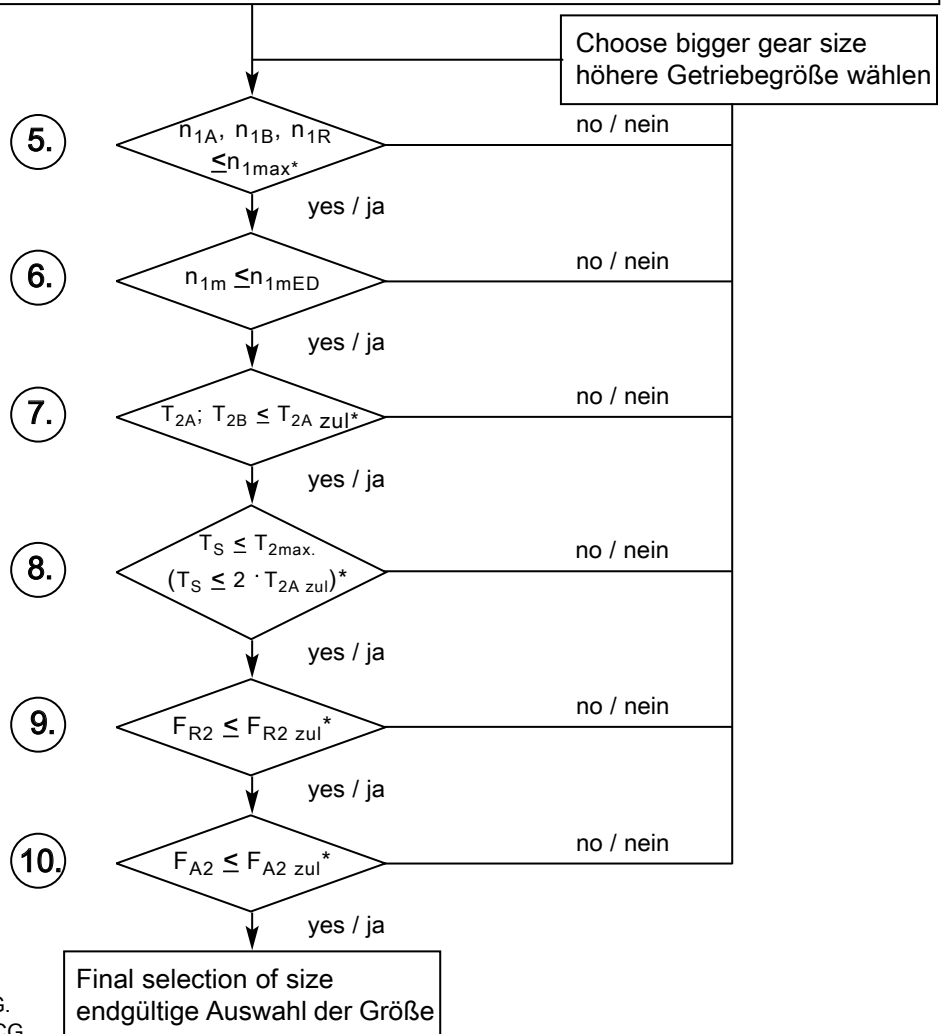 Choose bigger gear size
höhere Getriebegröße wählen
5.
n1A, n1B, n1R
≤n1max*
no / nein
yes / ja
6.
n1m ≤n1mED
no / nein
yes / ja
7.
T2A; T2B ≤ T2A zul*
no / nein
yes / ja
8.
TS ≤ T2max.
(TS ≤ 2 · T2A zul)*
no / nein
yes / ja
9.
FR2 ≤ FR2 zul*
no / nein
yes / ja
10.
FA2 ≤ FA2 zul*
no / nein
yes / ja
Final selection of size
endgültige Auswahl der Größe